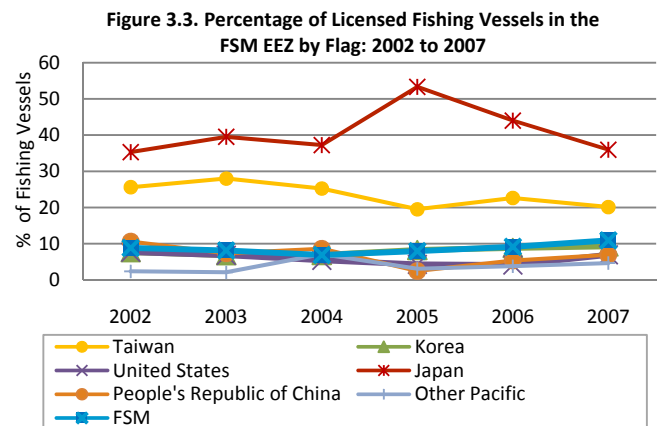 Figure 3.3. Percentage of Licensed Fishing Vessels in the
FSM EEZ by Flag: 2002 to 2007
% of Fishing Vessels
60
50
40
30
20
10
0
2002 2003 2004 2005 2006 2007
Taiwan Korea
United States Japan
People's Republic of China Other Pacific
FSM